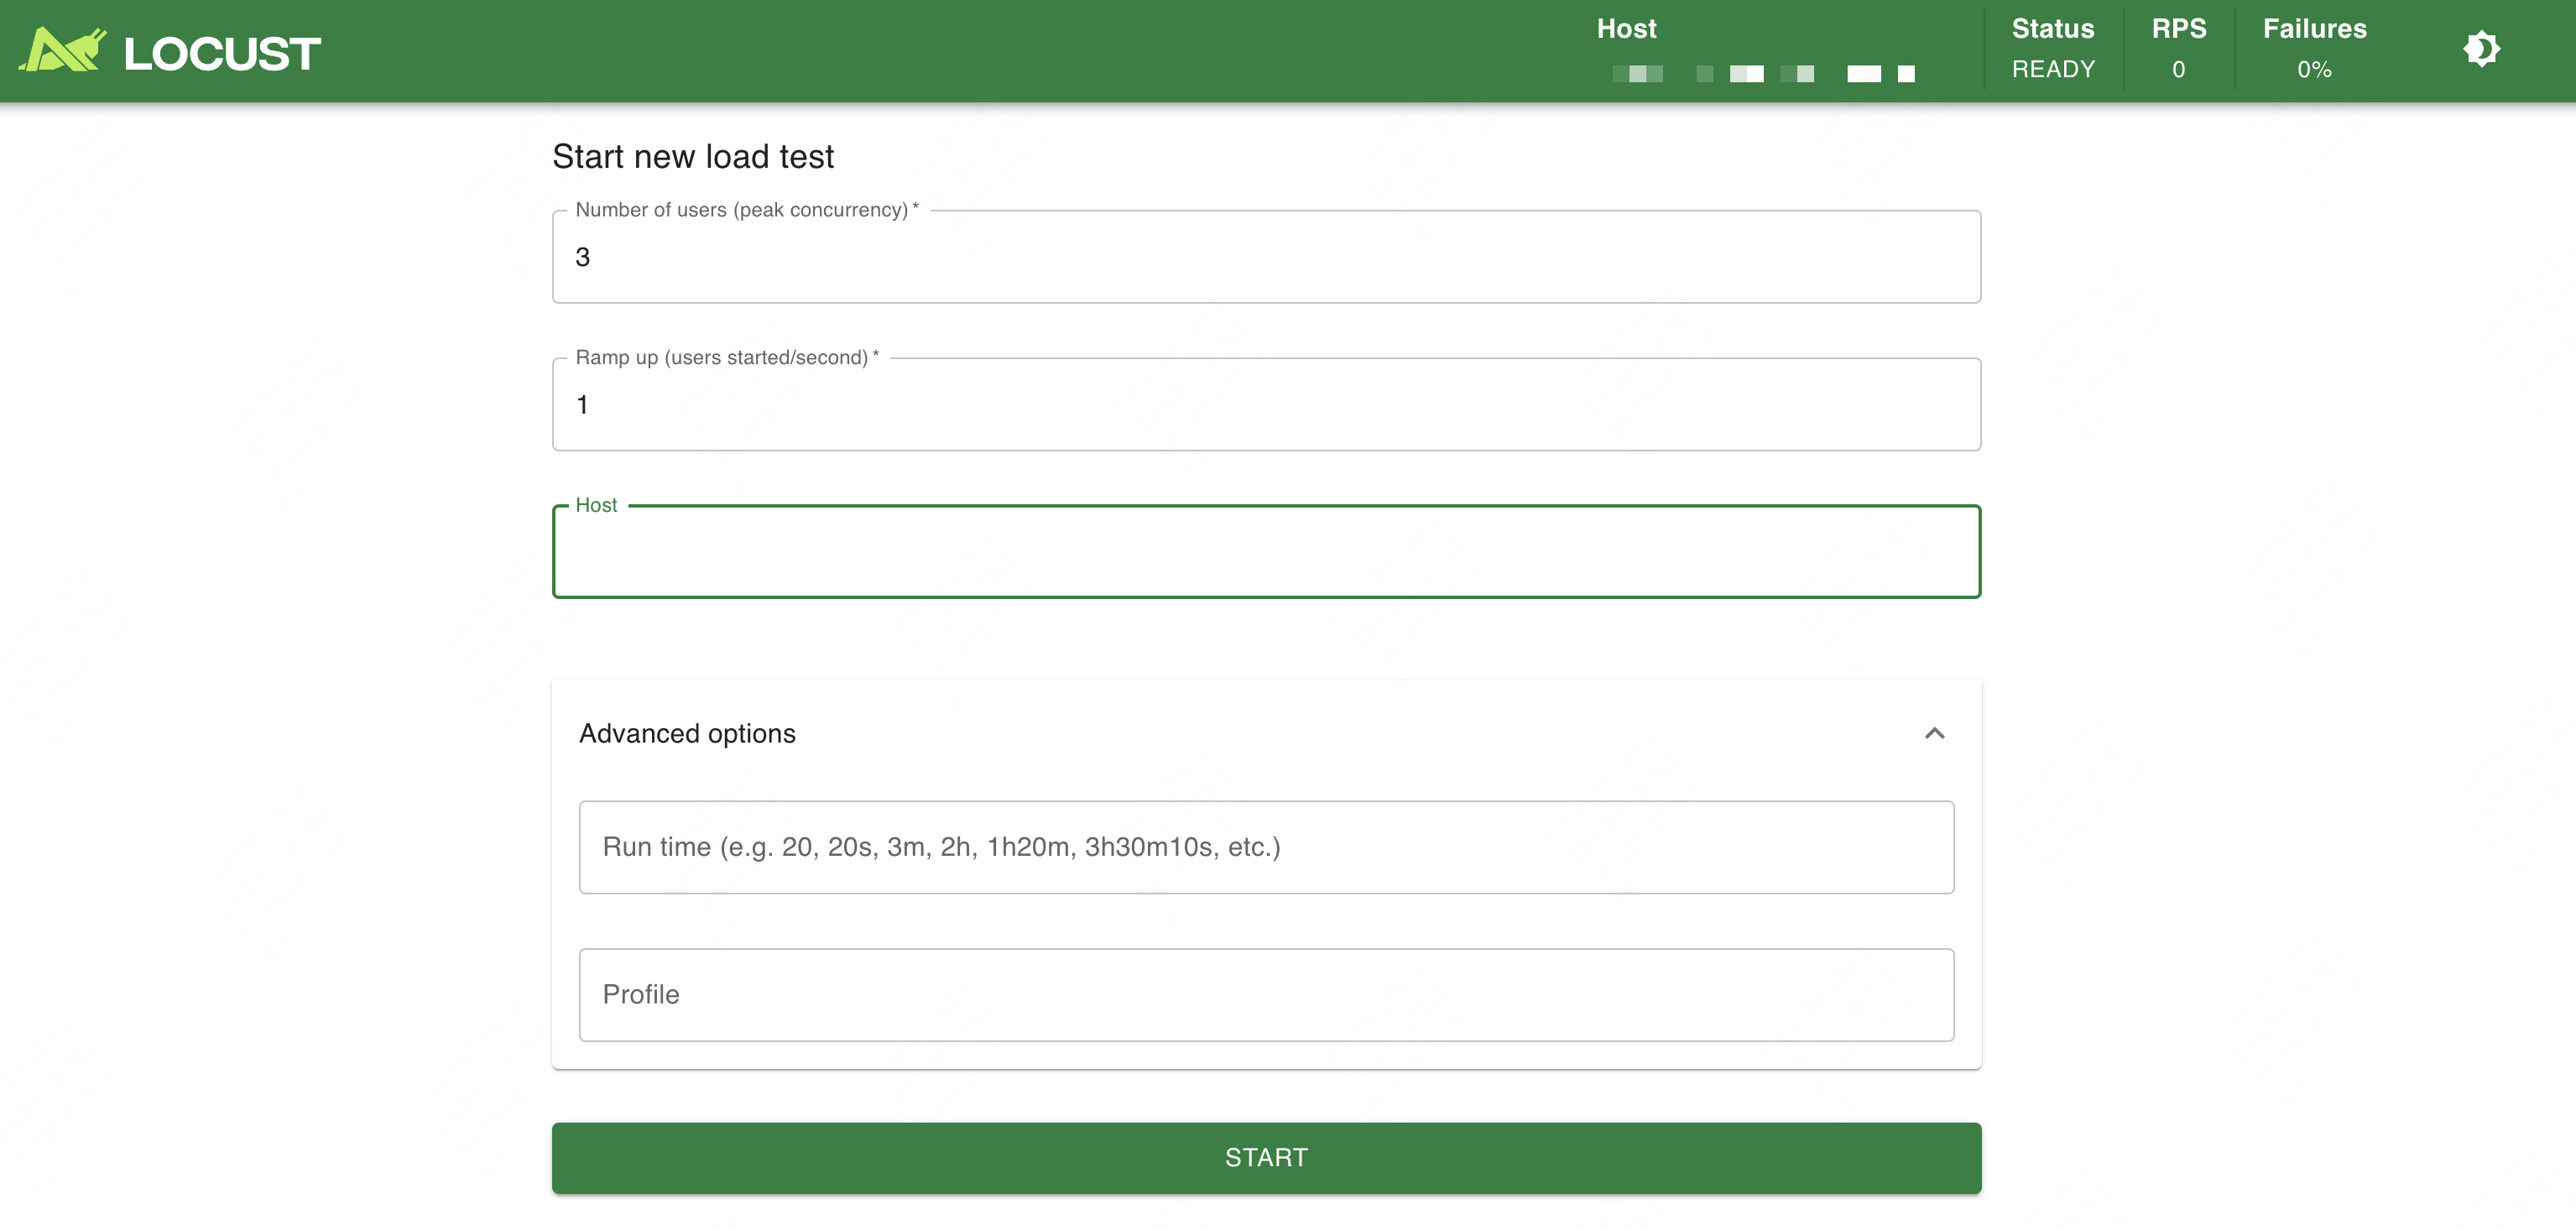 LOCUST
Host
Status
READY
RPS
0
Failures
0%
Start new load test
Number of users (peak concurrency) *
3
Ramp up (users started/second) *
1
Host
Advanced options
Run time (e.g. 20, 20s, 3m, 2h, 1h20m, 3h30m10s, etc.)
Profile
START